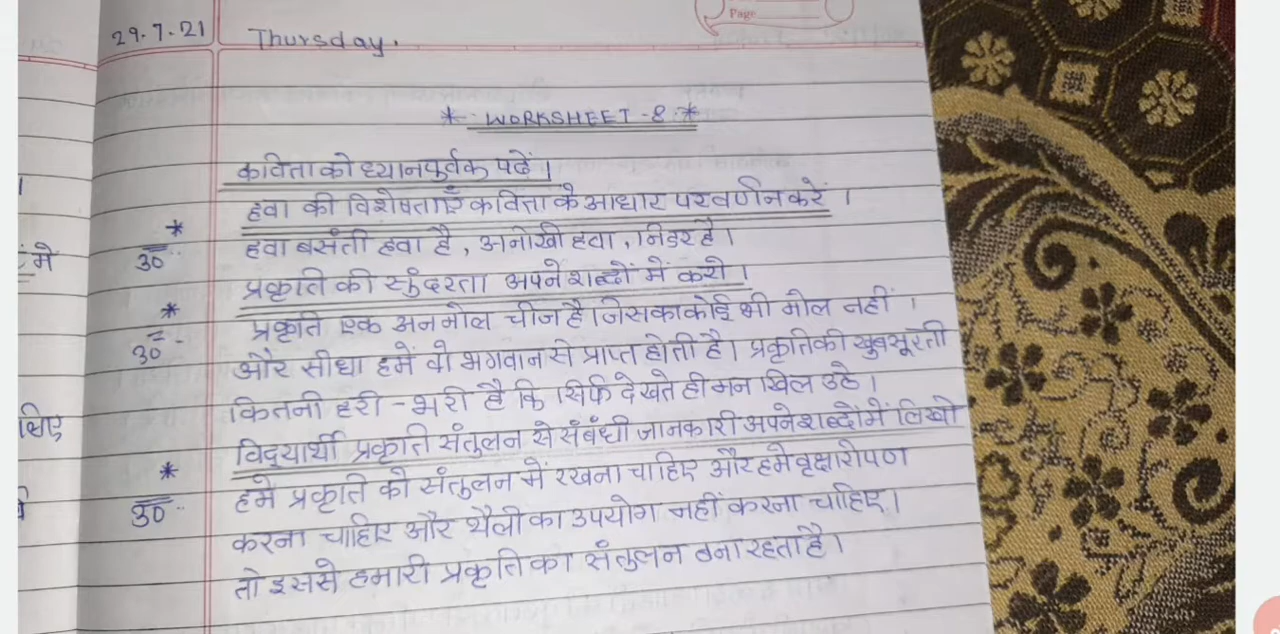 Page
29.7.21 Thursday.
* WORKSHEET-8 *
कविता को ध्यानपुर्वक पढें।
* हवा की विशेषताएँ कविता के आधार पर वर्णन करें ।
उ० हवा बसंती हवा है, अनोखी हवा, निडर है।
प्रकृति की सुंदरता अपने शब्दों में करो।
* प्रकृति एक अनमोल चीज है जिसका कोई भी मोल नहीं ।
उ० और सीधा हमें वो भगवान से प्राप्त होती है। प्रकृति की खुबसूरती
कितनी हरी-भरी है कि सिर्फ देखते ही मन खिल उठे।
विद्यार्थी प्रकृति संतुलन से संबंधी जानकारी अपने शब्दो में लिखो
* हमे प्रकृति को संतुलन में रखना चाहिए और हमे वृक्षारोपण
उ० करना चाहिए और थैली का उपयोग नहीं करना चाहिए।
तो इससे हमारी प्रकृति का संतुलन बना रहता है।
में